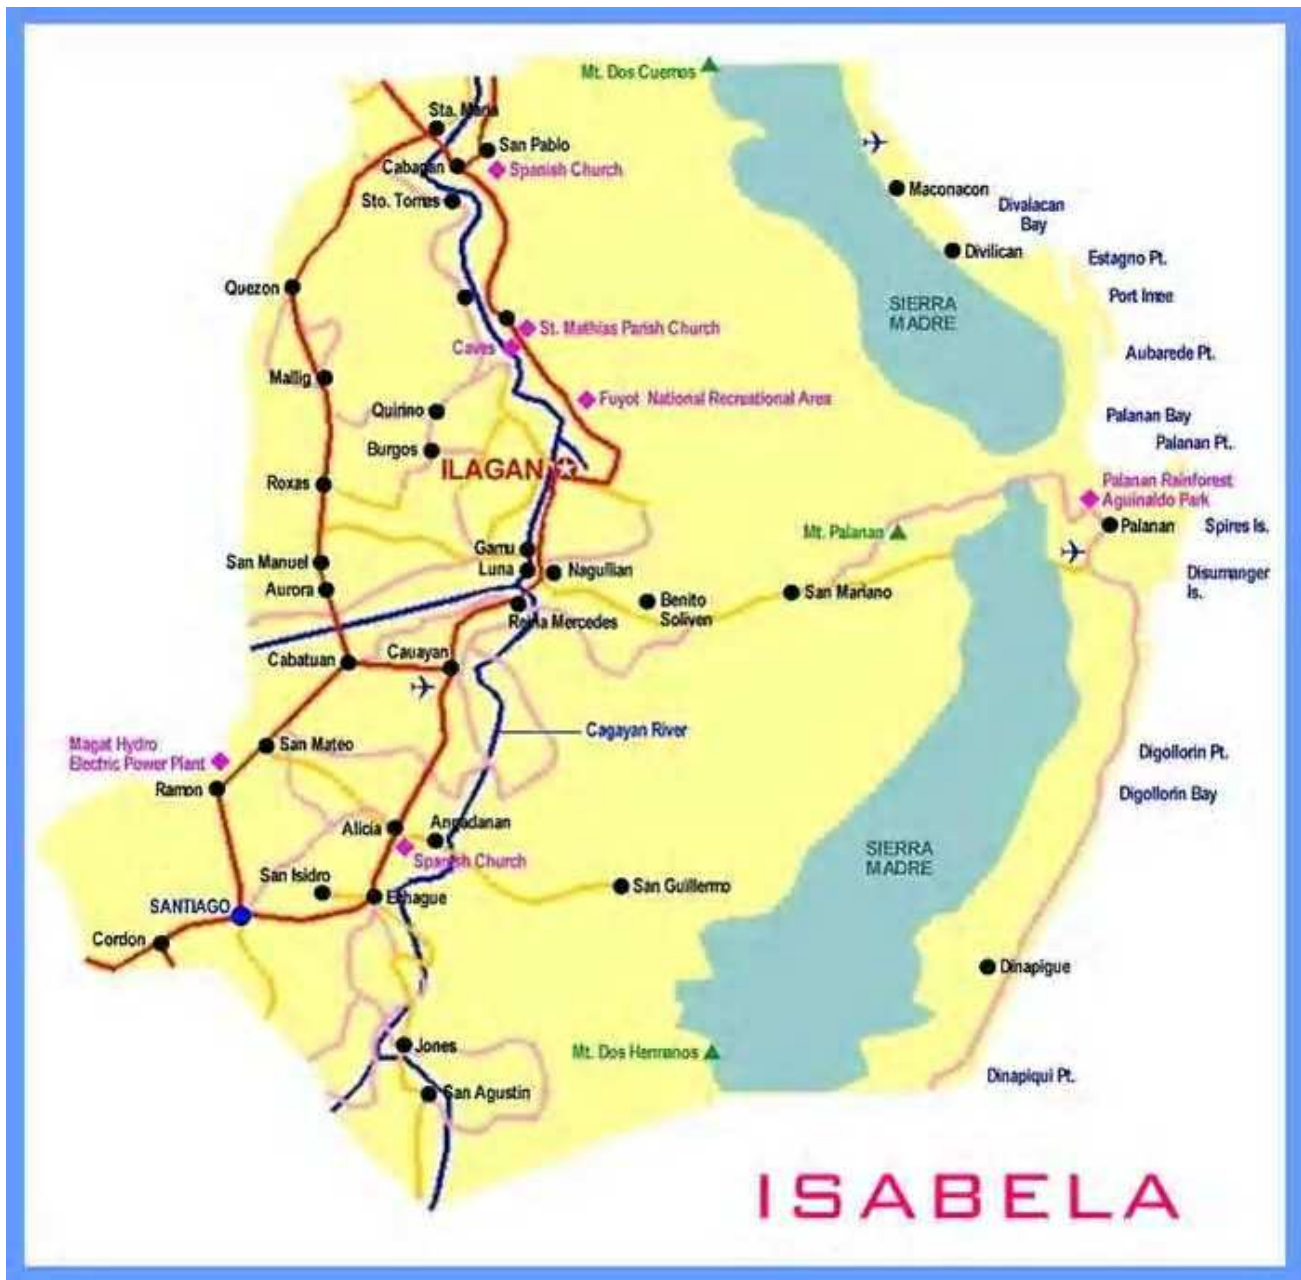 Mt. Dos Cuernos
Sta. Maria
San Pablo
Cabagan
Spanish Church
Sto. Tomas
Maconacon
Divalacan
Bay
Divilican
Estagno Pt.
Quezon
Port Imee
SIERRA
MADRE
St. Mathias Parish Church
Caves
Aubarede Pt.
Mallig
Fuyot National Recreational Area
Quirino
Palanan Bay
Burgos
Palanan Pt.
ILAGAN
Roxas
Palanan Rainforest
Aguinaldo Park
Mt. Palanan
Palanan
Spires Is.
Gamu
San Manuel
Luna
Naguilian
Disumanger
Is.
Aurora
San Mariano
Benito
Soliven
Reina Mercedes
Cabatuan
Cauayan
Cagayan River
San Mateo
Magat Hydro
Electric Power Plant
Digollorin Pt.
Ramon
Digollorin Bay
Alicia
Angadanan
SIERRA
MADRE
Spanish Church
San Isidro
San Guillermo
Echague
SANTIAGO
Cordon
Dinapigue
Jones
Mt. Dos Hermanos
Dinapiqui Pt.
San Agustin
ISABELA